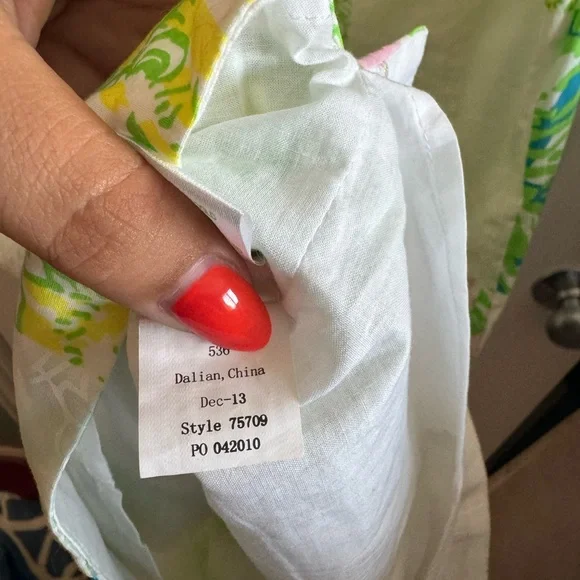 536
Dalian, China
Dec-13
Style 75709
PO 042010